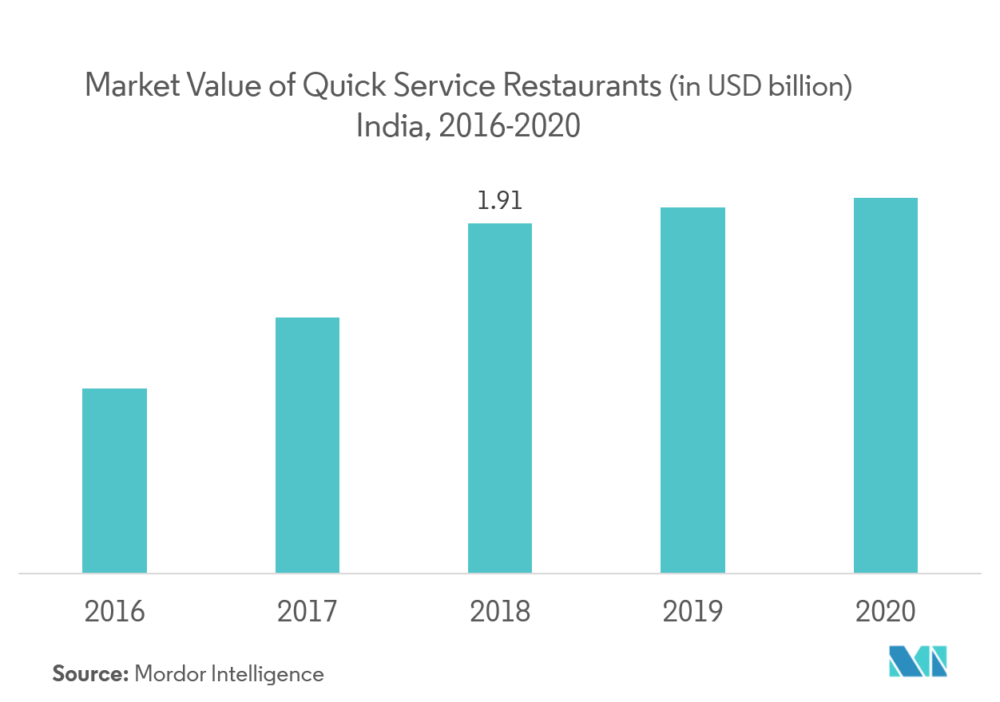 Market Value of Quick Service Restaurants (in USD billion)
India, 2016-2020
1.91
2016 2017 2018 2019 2020
Source: Mordor Intelligence